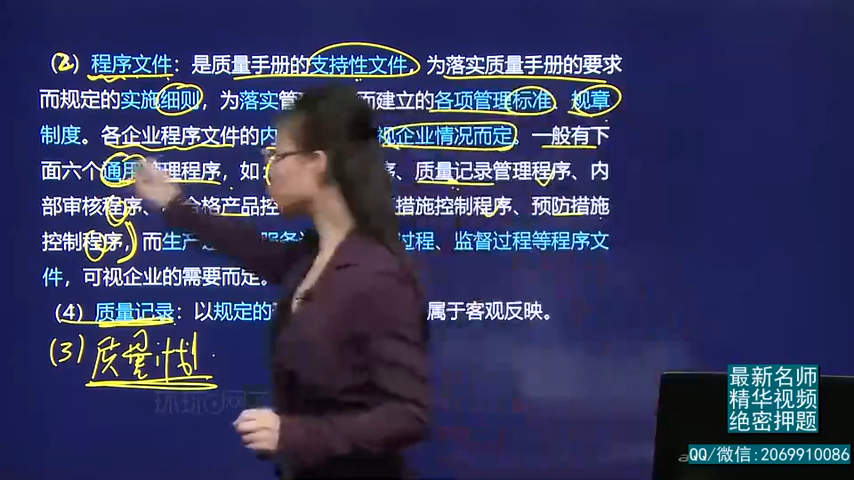 （2）程序文件：是质量手册的支持性文件，为落实质量手册的要求
而规定的实施细则，为落实管 而建立的各项管理标准、规章
制度。各企业程序文件的内 视企业情况而定。一般有下
面六个通用管理程序，如： 序、质量记录管理程序、内
部审核程序、 合格产品控 措施控制程序、预防措施
控制程序，而生产过 服务 过程、监督过程等程序文
件，可视企业的需要而定。
（4）质量记录：以规定的 属于客观反映。
(3) 质量计划
环球网
最新名师
精华视频
绝密押题
QQ/微信:2069910086